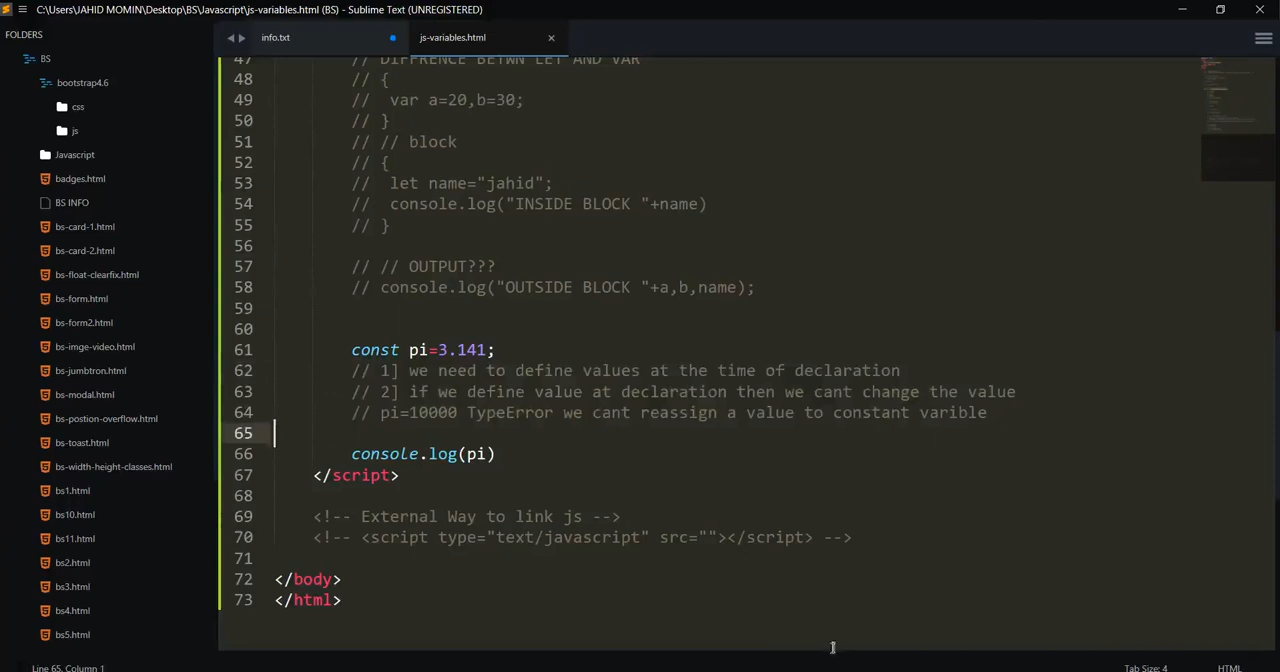 C:\Users\JAHID MOMIN\Desktop\BS\Javascript\js-variables.html (BS) - Sublime Text (UNREGISTERED)
FOLDERS
BS
bootstrap4.6
css
js
Javascript
badges.html
BS INFO
bs-card-1.html
bs-card-2.html
bs-float-clearfix.html
bs-form.html
bs-form2.html
bs-imge-video.html
bs-jumbtron.html
bs-modal.html
bs-postion-overflow.html
bs-toast.html
bs-width-height-classes.html
bs1.html
bs10.html
bs11.html
bs2.html
bs3.html
bs4.html
bs5.html
info.txt
js-variables.html
47 // DIFFRENCE BETWN LET AND VAR
48 // {
49 // var a=20,b=30;
50 // }
51 // // block
52 // {
53 // let name="jahid";
54 // console.log("INSIDE BLOCK "+name)
55 // }
56
57 // // OUTPUT???
58 // console.log("OUTSIDE BLOCK "+a,b,name);
59
60
61 const pi=3.141;
62 // 1] we need to define values at the time of declaration
63 // 2] if we define value at declaration then we cant change the value
64 // pi=10000 TypeError we cant reassign a value to constant varible
65
66 console.log(pi)
67 </script>
68
69 <!-- External Way to link js -->
70 <!-- <script type="text/javascript" src=""></script> -->
71
72 </body>
73 </html>
Line 65, Column 1
Tab Size: 4
HTML